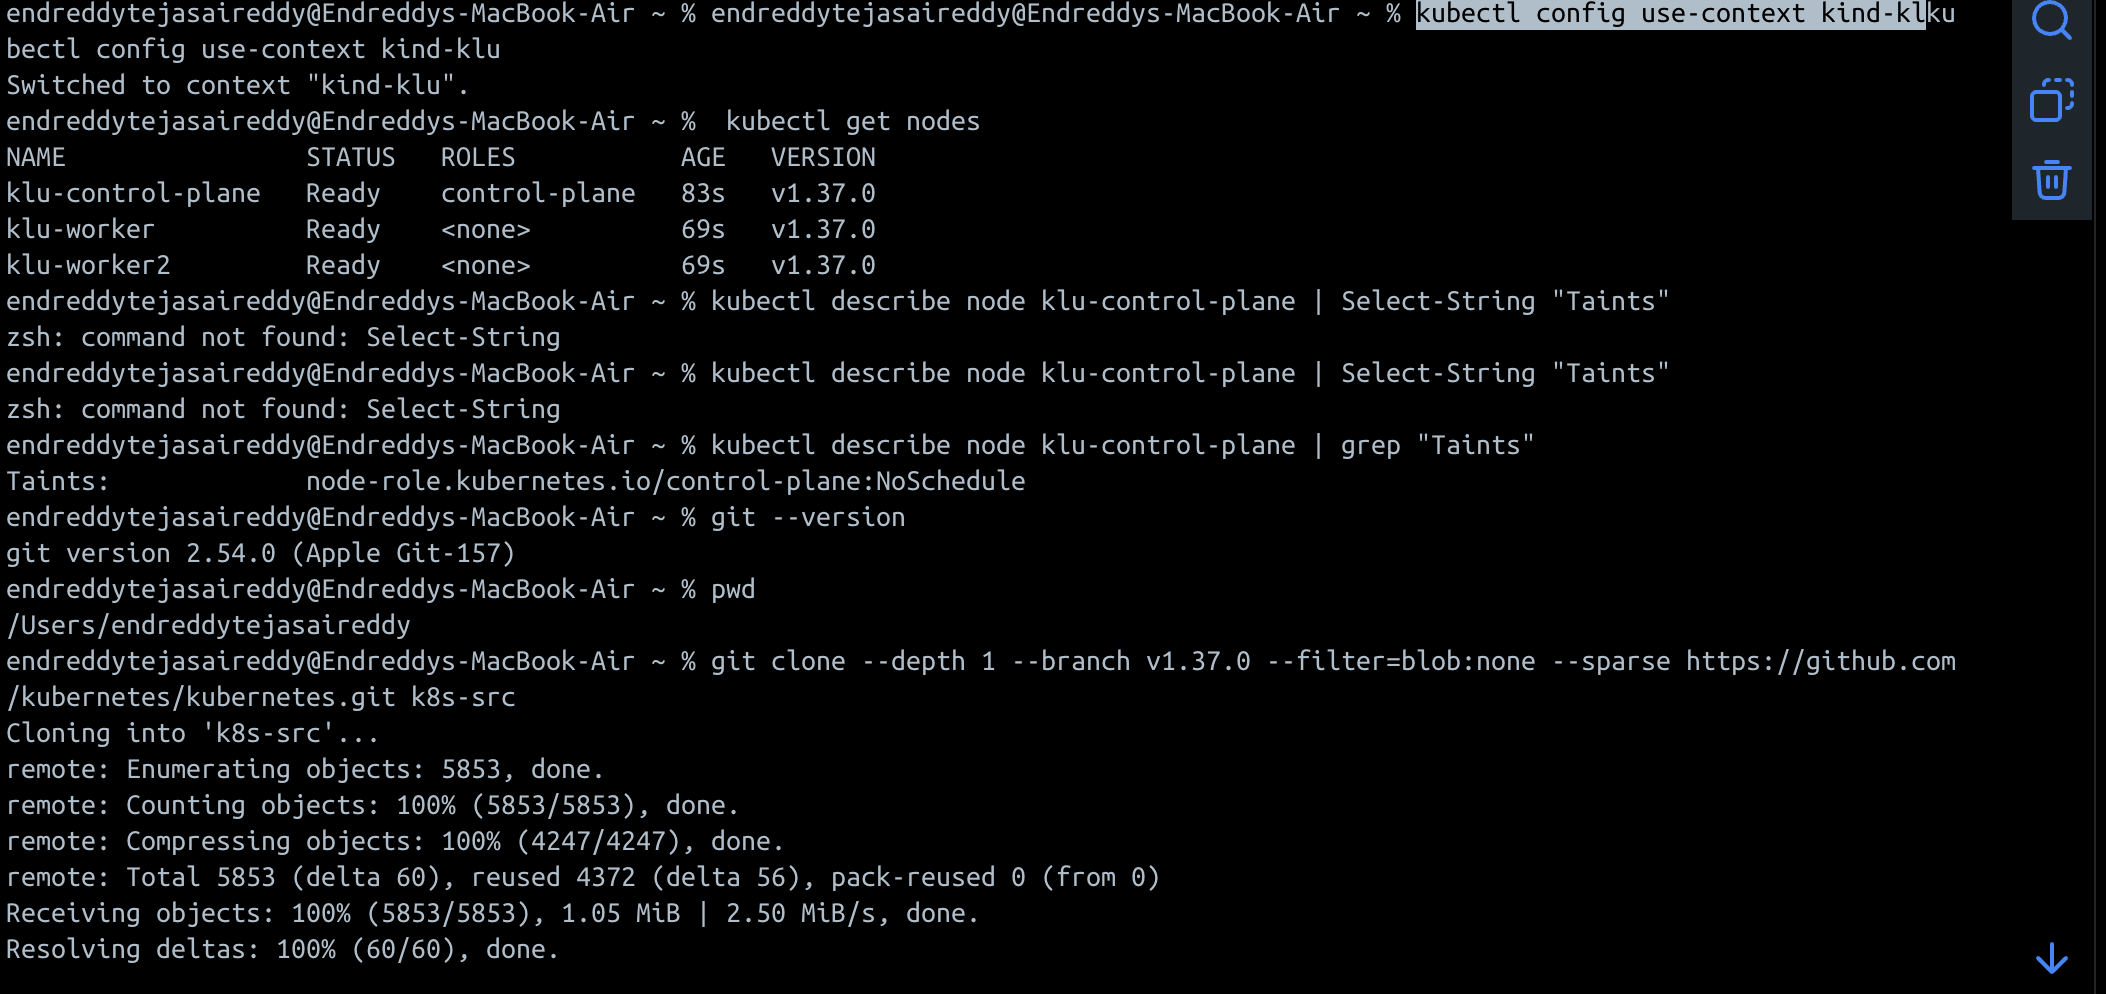 endreddytejasaireddy@Endreddys-MacBook-Air ~ % endreddytejasaireddy@Endreddys-MacBook-Air ~ % kubectl config use-context kind-klku
bectl config use-context kind-klu
Switched to context "kind-klu".
endreddytejasaireddy@Endreddys-MacBook-Air ~ %  kubectl get nodes
NAME                STATUS   ROLES           AGE   VERSION
klu-control-plane   Ready    control-plane   83s   v1.37.0
klu-worker          Ready    <none>          69s   v1.37.0
klu-worker2         Ready    <none>          69s   v1.37.0
endreddytejasaireddy@Endreddys-MacBook-Air ~ % kubectl describe node klu-control-plane | Select-String "Taints"
zsh: command not found: Select-String
endreddytejasaireddy@Endreddys-MacBook-Air ~ % kubectl describe node klu-control-plane | Select-String "Taints"
zsh: command not found: Select-String
endreddytejasaireddy@Endreddys-MacBook-Air ~ % kubectl describe node klu-control-plane | grep "Taints"
Taints:             node-role.kubernetes.io/control-plane:NoSchedule
endreddytejasaireddy@Endreddys-MacBook-Air ~ % git --version
git version 2.54.0 (Apple Git-157)
endreddytejasaireddy@Endreddys-MacBook-Air ~ % pwd
/Users/endreddytejasaireddy
endreddytejasaireddy@Endreddys-MacBook-Air ~ % git clone --depth 1 --branch v1.37.0 --filter=blob:none --sparse https://github.com
/kubernetes/kubernetes.git k8s-src
Cloning into 'k8s-src'...
remote: Enumerating objects: 5853, done.
remote: Counting objects: 100% (5853/5853), done.
remote: Compressing objects: 100% (4247/4247), done.
remote: Total 5853 (delta 60), reused 4372 (delta 56), pack-reused 0 (from 0)
Receiving objects: 100% (5853/5853), 1.05 MiB | 2.50 MiB/s, done.
Resolving deltas: 100% (60/60), done.